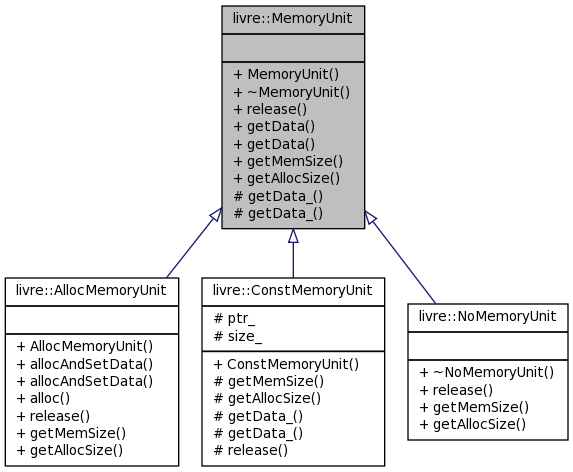 livre::MemoryUnit
+ MemoryUnit()
+ ~MemoryUnit()
+ release()
+ getData()
+ getData()
+ getMemSize()
+ getAllocSize()
# getData_()
# getData_()
livre::AllocMemoryUnit
+ AllocMemoryUnit()
+ allocAndSetData()
+ allocAndSetData()
+ alloc()
+ release()
+ getMemSize()
+ getAllocSize()
livre::ConstMemoryUnit
# ptr_
# size_
+ ConstMemoryUnit()
# getMemSize()
# getAllocSize()
# getData_()
# getData_()
# release()
livre::NoMemoryUnit
+ ~NoMemoryUnit()
+ release()
+ getMemSize()
+ getAllocSize()